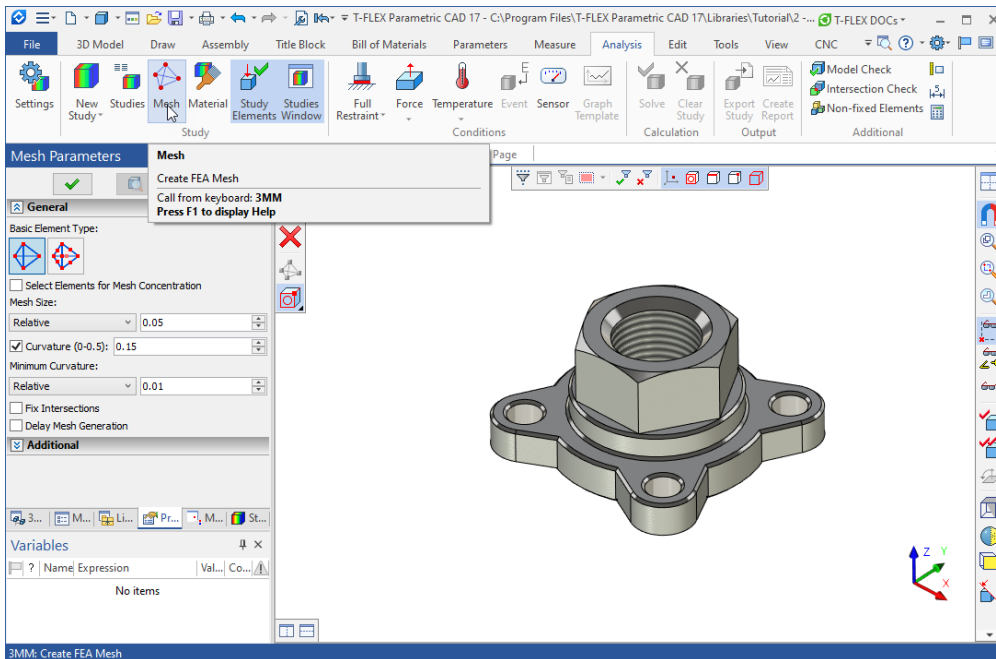 T-FLEX Parametric CAD 17 - C:\Program Files\T-FLEX Parametric CAD 17\Libraries\Tutorial\2 -...
T-FLEX DOCs
File 3D Model Draw Assembly Title Block Bill of Materials Parameters Measure Analysis Edit Tools View CNC
Settings
New Study
Studies
Mesh
Material
Study Elements
Studies Window
Full Restraint
Force
Temperature
Event
Sensor
Graph Template
Solve
Clear Study
Export Study
Create Report
Model Check
Intersection Check
Non-fixed Elements
Study Conditions Calculation Output Additional
Mesh Parameters
Page
Mesh
Create FEA Mesh
Call from keyboard: 3MM
Press F1 to display Help
General
Basic Element Type:
Select Elements for Mesh Concentration
Mesh Size:
Relative 0.05
Curvature (0-0.5): 0.15
Minimum Curvature:
Relative 0.01
Fix Intersections
Delay Mesh Generation
Additional
3... M... Li... Pr... M... St...
Variables
? Name Expression Val... Co...
No items
Z Y
X
3MM: Create FEA Mesh